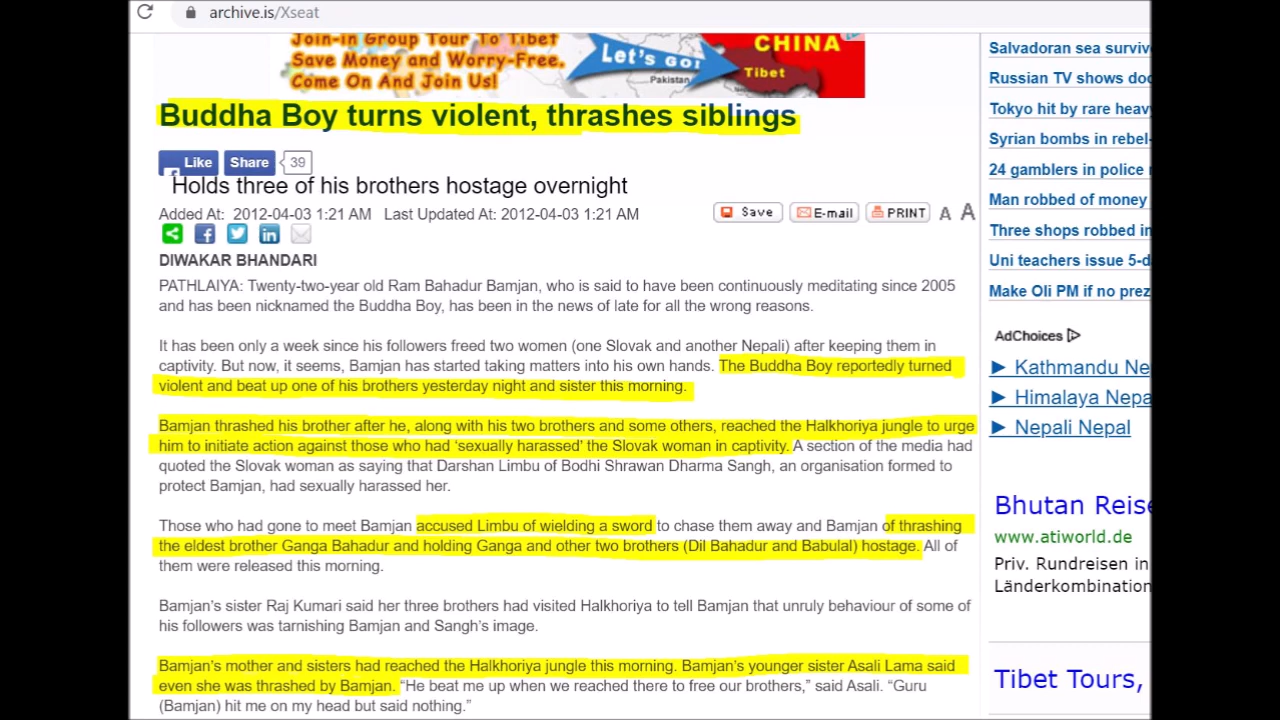 archive.is/Xseat
Join-in Group Tour To Tibet
Save Money and Worry-Free.
Come On And Join Us!
Let's Go!
Pakistan
CHINA
Tibet
Buddha Boy turns violent, thrashes siblings
Like Share 39
Holds three of his brothers hostage overnight
Added At: 2012-04-03 1:21 AM Last Updated At: 2012-04-03 1:21 AM
Save E-mail PRINT A A
DIWAKAR BHANDARI
PATHLAIYA: Twenty-two-year old Ram Bahadur Bamjan, who is said to have been continuously meditating since 2005
and has been nicknamed the Buddha Boy, has been in the news of late for all the wrong reasons.
It has been only a week since his followers freed two women (one Slovak and another Nepali) after keeping them in
captivity. But now, it seems, Bamjan has started taking matters into his own hands. The Buddha Boy reportedly turned
violent and beat up one of his brothers yesterday night and sister this morning.
Bamjan thrashed his brother after he, along with his two brothers and some others, reached the Halkhoriya jungle to urge
him to initiate action against those who had ‘sexually harassed’ the Slovak woman in captivity. A section of the media had
quoted the Slovak woman as saying that Darshan Limbu of Bodhi Shrawan Dharma Sangh, an organisation formed to
protect Bamjan, had sexually harassed her.
Those who had gone to meet Bamjan accused Limbu of wielding a sword to chase them away and Bamjan of thrashing
the eldest brother Ganga Bahadur and holding Ganga and other two brothers (Dil Bahadur and Babulal) hostage. All of
them were released this morning.
Bamjan’s sister Raj Kumari said her three brothers had visited Halkhoriya to tell Bamjan that unruly behaviour of some of
his followers was tarnishing Bamjan and Sangh’s image.
Bamjan’s mother and sisters had reached the Halkhoriya jungle this morning. Bamjan’s younger sister Asali Lama said
even she was thrashed by Bamjan. “He beat me up when we reached there to free our brothers,” said Asali. “Guru
(Bamjan) hit me on my head but said nothing.”
Salvadoran sea surviv
Russian TV shows doc
Tokyo hit by rare heav
Syrian bombs in rebel-
24 gamblers in police
Man robbed of money
Three shops robbed in
Uni teachers issue 5-d
Make Oli PM if no prez
AdChoices
► Kathmandu Ne
► Himalaya Nepa
► Nepali Nepal
Bhutan Reise
www.atiworld.de
Priv. Rundreisen in
Länderkombination
Tibet Tours,